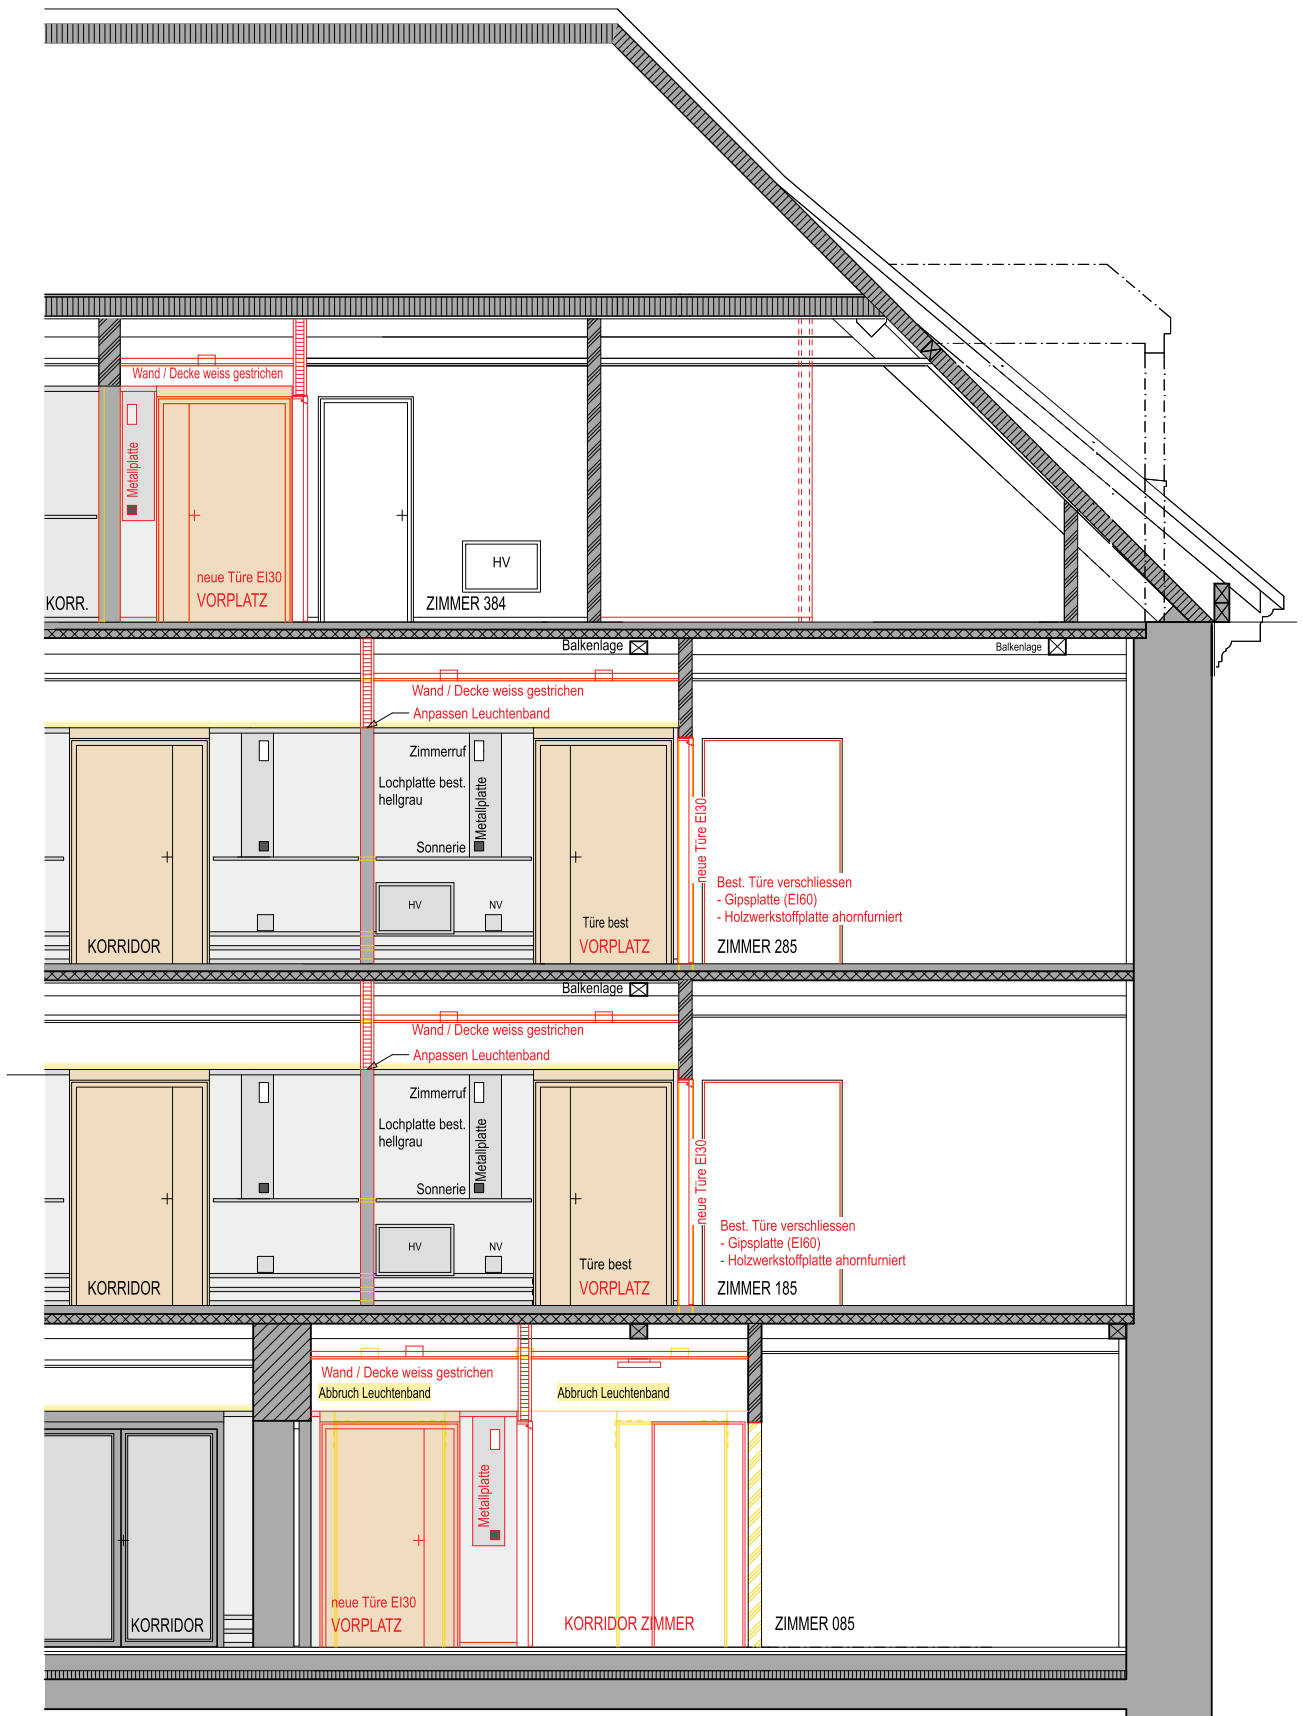 Wand / Decke weiss gestrichen
Metallplatte
neue Türe EI30
KORR.
VORPLATZ
HV
ZIMMER 384
Balkenlage
Balkenlage
Wand / Decke weiss gestrichen
Anpassen Leuchtenband
Zimmerruf
Lochplatte best.
hellgrau
Metallplatte
Sonnerie
neue Türe EI30
Best. Türe verschliessen
- Gipsplatte (EI60)
- Holzwerkstoffplatte ahornfurniert
HV
NV
Türe best
KORRIDOR
VORPLATZ
ZIMMER 285
Balkenlage
Wand / Decke weiss gestrichen
Anpassen Leuchtenband
Zimmerruf
Lochplatte best.
hellgrau
Metallplatte
Sonnerie
neue Türe EI30
Best. Türe verschliessen
- Gipsplatte (EI60)
- Holzwerkstoffplatte ahornfurniert
HV
NV
Türe best
KORRIDOR
VORPLATZ
ZIMMER 185
Wand / Decke weiss gestrichen
Abbruch Leuchtenband
Abbruch Leuchtenband
Metallplatte
neue Türe EI30
KORRIDOR
VORPLATZ
KORRIDOR ZIMMER
ZIMMER 085